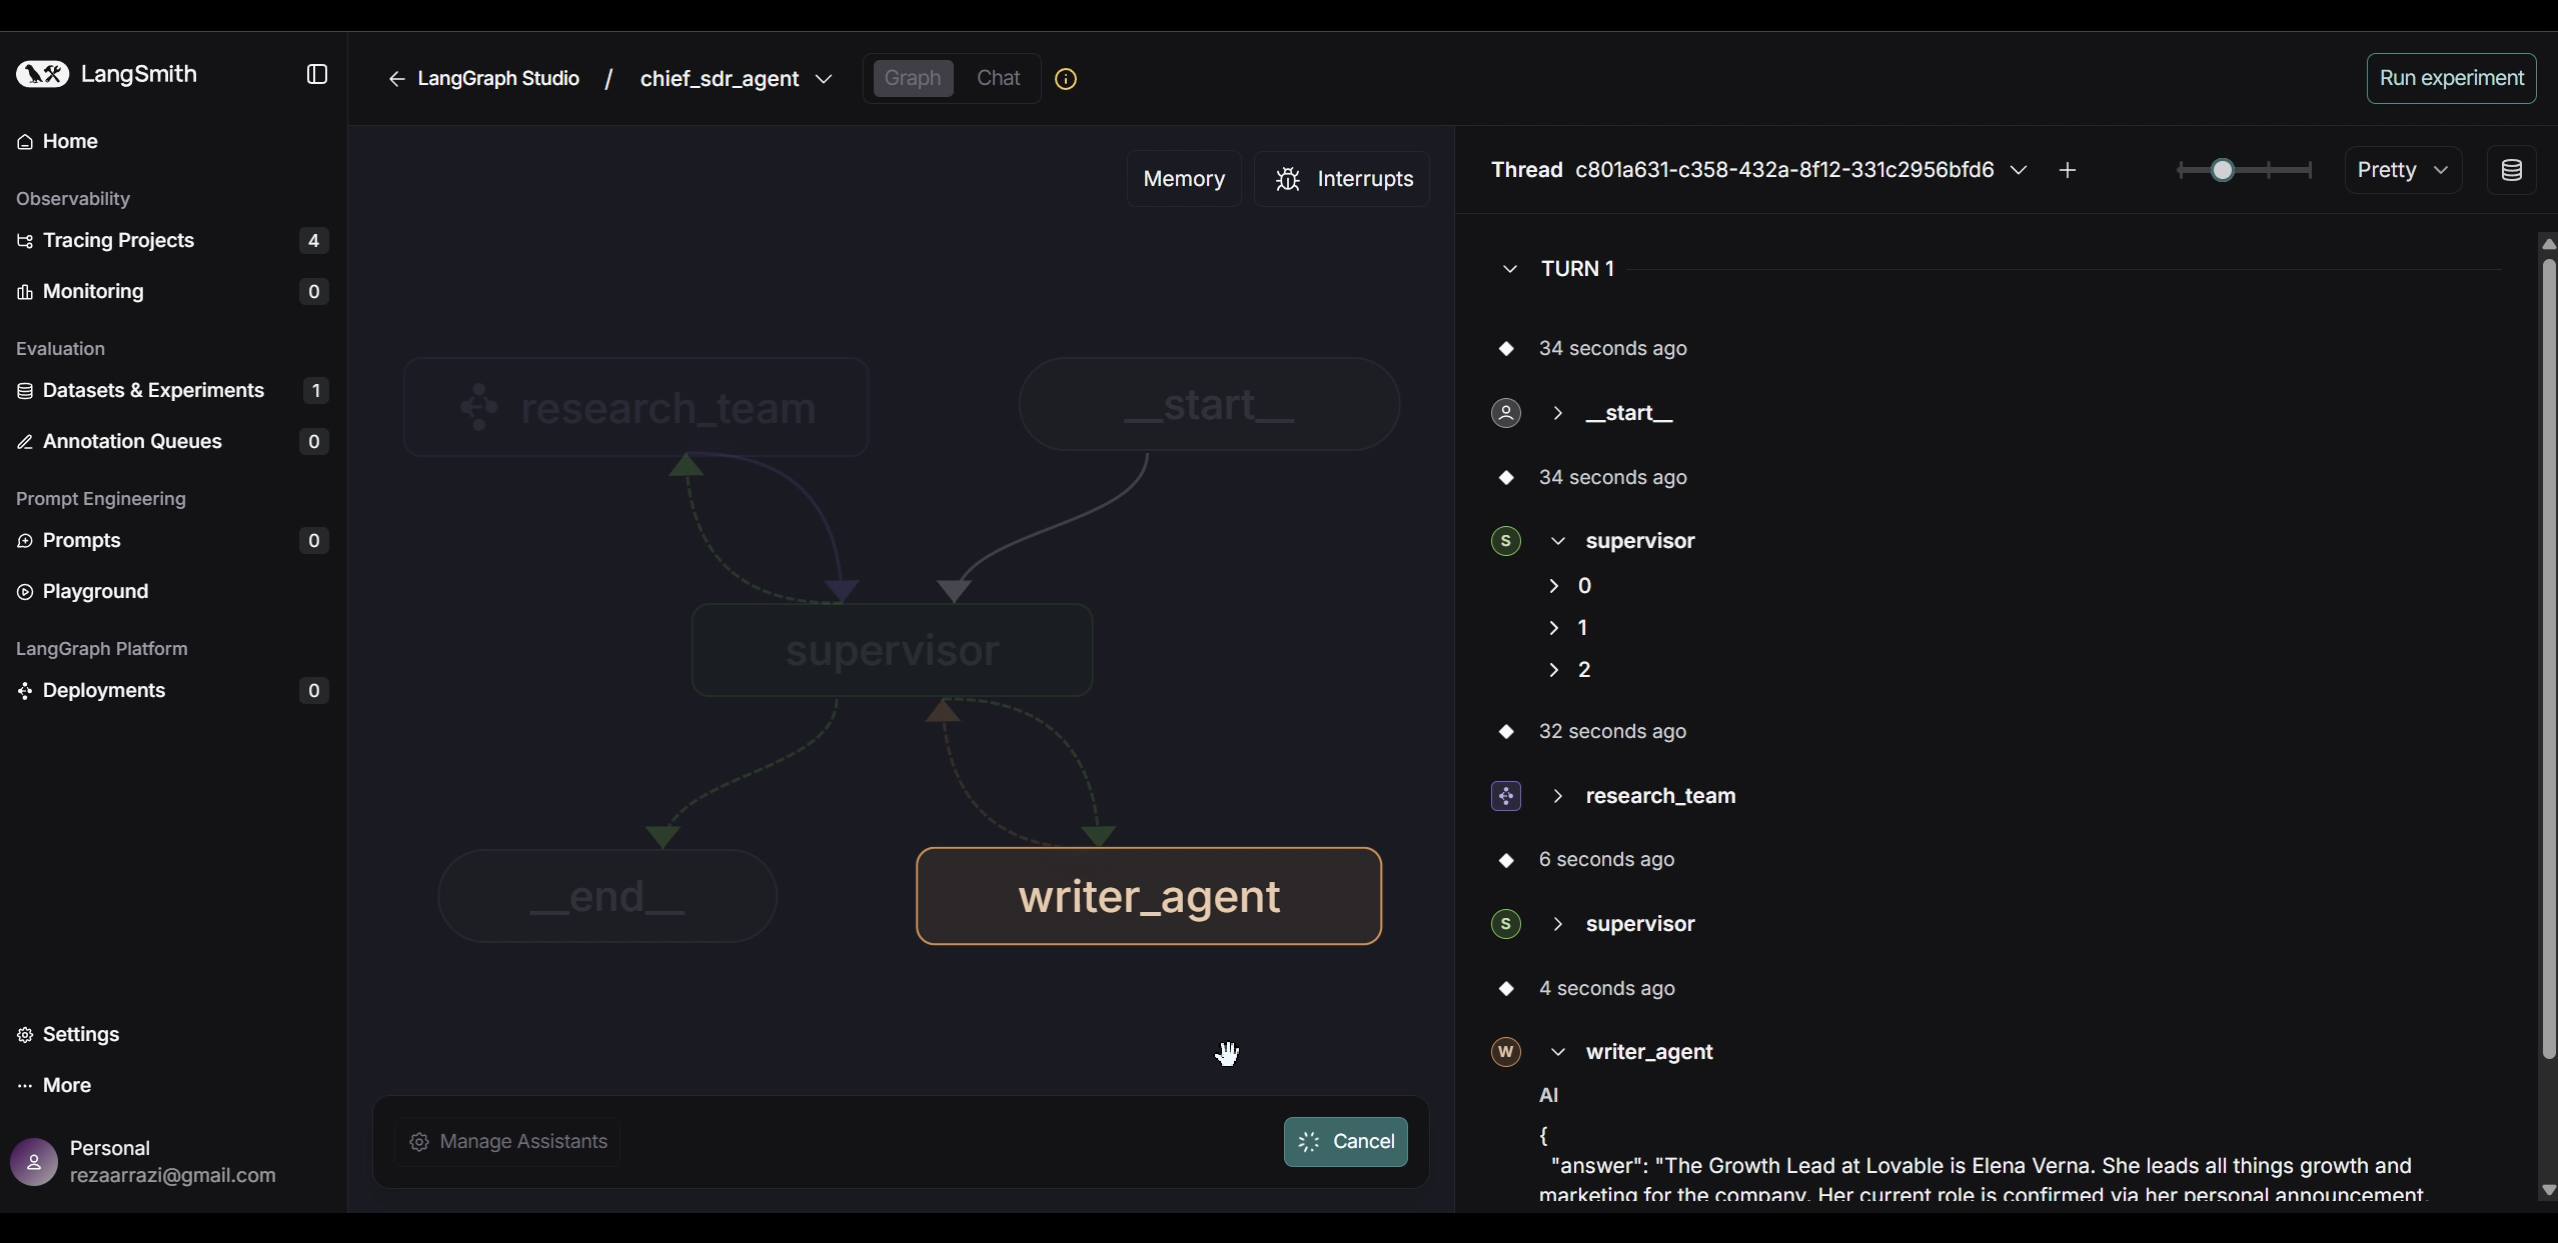 LangSmith
Home
Observability
Tracing Projects 4
Monitoring 0
Evaluation
Datasets & Experiments 1
Annotation Queues 0
Prompt Engineering
Prompts 0
Playground
LangGraph Platform
Deployments 0
Settings
More
Personal
rezaarrazi@gmail.com
LangGraph Studio / chief_sdr_agent
Graph Chat
Run experiment
Memory
Interrupts
research_team
__start__
supervisor
__end__
writer_agent
Manage Assistants
Cancel
Thread c801a631-c358-432a-8f12-331c2956bfd6
Pretty
TURN 1
34 seconds ago
__start__
34 seconds ago
S supervisor
0
1
2
32 seconds ago
research_team
6 seconds ago
S supervisor
4 seconds ago
W writer_agent
AI
{
"answer": "The Growth Lead at Lovable is Elena Verna. She leads all things growth and
marketing for the company. Her current role is confirmed via her personal announcement,